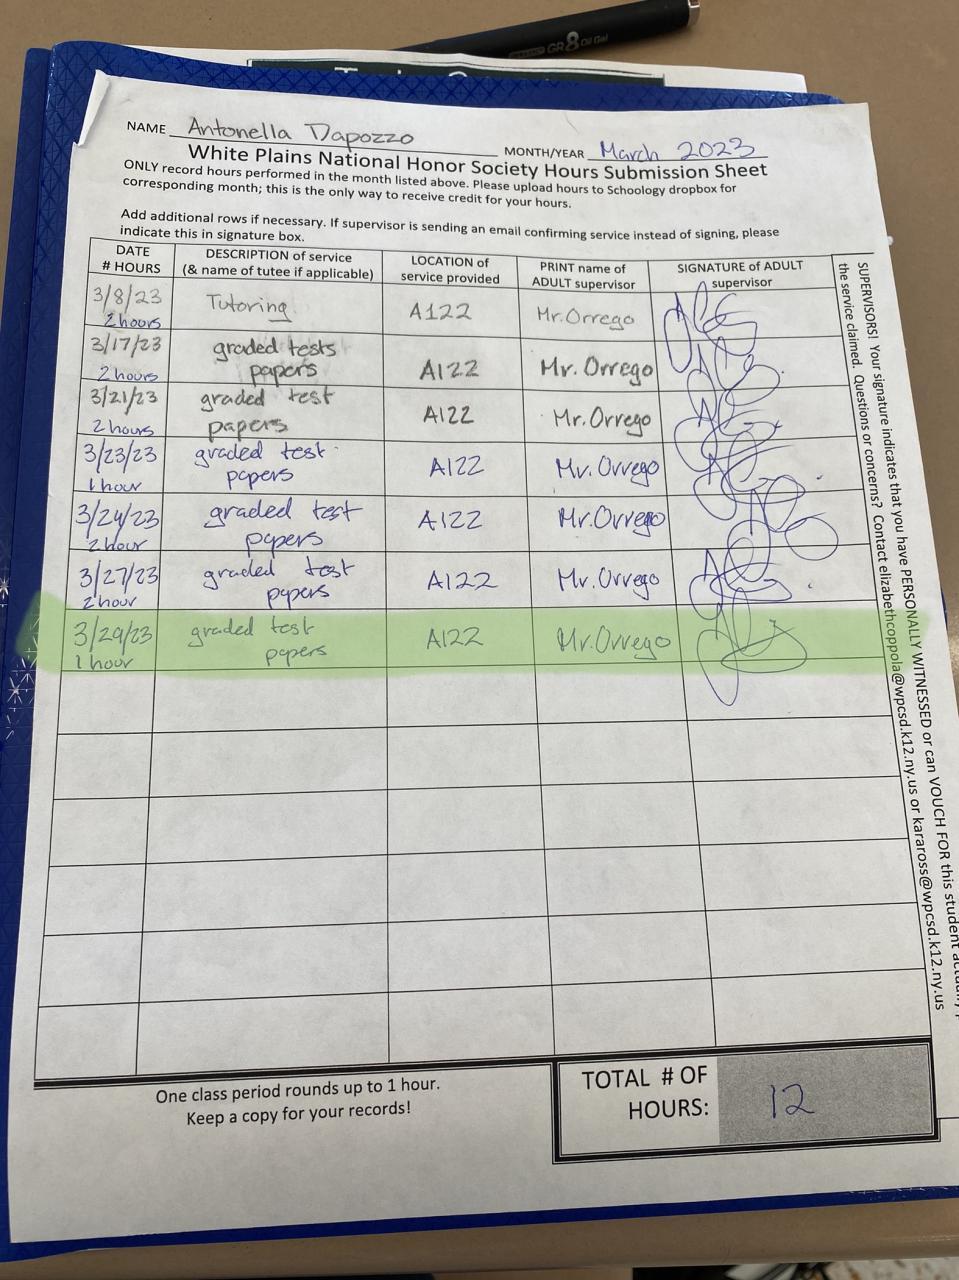 GR8 Oil Gel
NAME Antonella Dapozzo
MONTH/YEAR March 2023
White Plains National Honor Society Hours Submission Sheet
ONLY record hours performed in the month listed above. Please upload hours to Schoology dropbox for
corresponding month; this is the only way to receive credit for your hours.
Add additional rows if necessary. If supervisor is sending an email confirming service instead of signing, please
indicate this in signature box.
DATE
# HOURS
DESCRIPTION of service
(& name of tutee if applicable)
LOCATION of
service provided
PRINT name of
ADULT supervisor
SIGNATURE of ADULT
supervisor
3/8/23
2 hours
Tutoring
A122
Mr. Orrego
3/17/23
2 hours
graded tests
papers
A122
Mr. Orrego
3/21/23
2 hours
graded test
papers
A122
Mr. Orrego
3/23/23
1 hour
graded test
papers
A122
Mr. Orrego
3/24/23
2 hour
graded test
papers
A122
Mr. Orrego
3/27/23
2 hour
graded test
papers
A122
Mr. Orrego
3/29/23
1 hour
graded test
papers
A122
Mr. Orrego
SUPERVISORS! Your signature indicates that you have PERSONALLY WITNESSED or can VOUCH FOR this student
the service claimed. Questions or concerns? Contact elizabethcoppola@wpcsd.k12.ny.us or karaross@wpcsd.k12.ny.us
One class period rounds up to 1 hour.
Keep a copy for your records!
TOTAL # OF
HOURS:
12